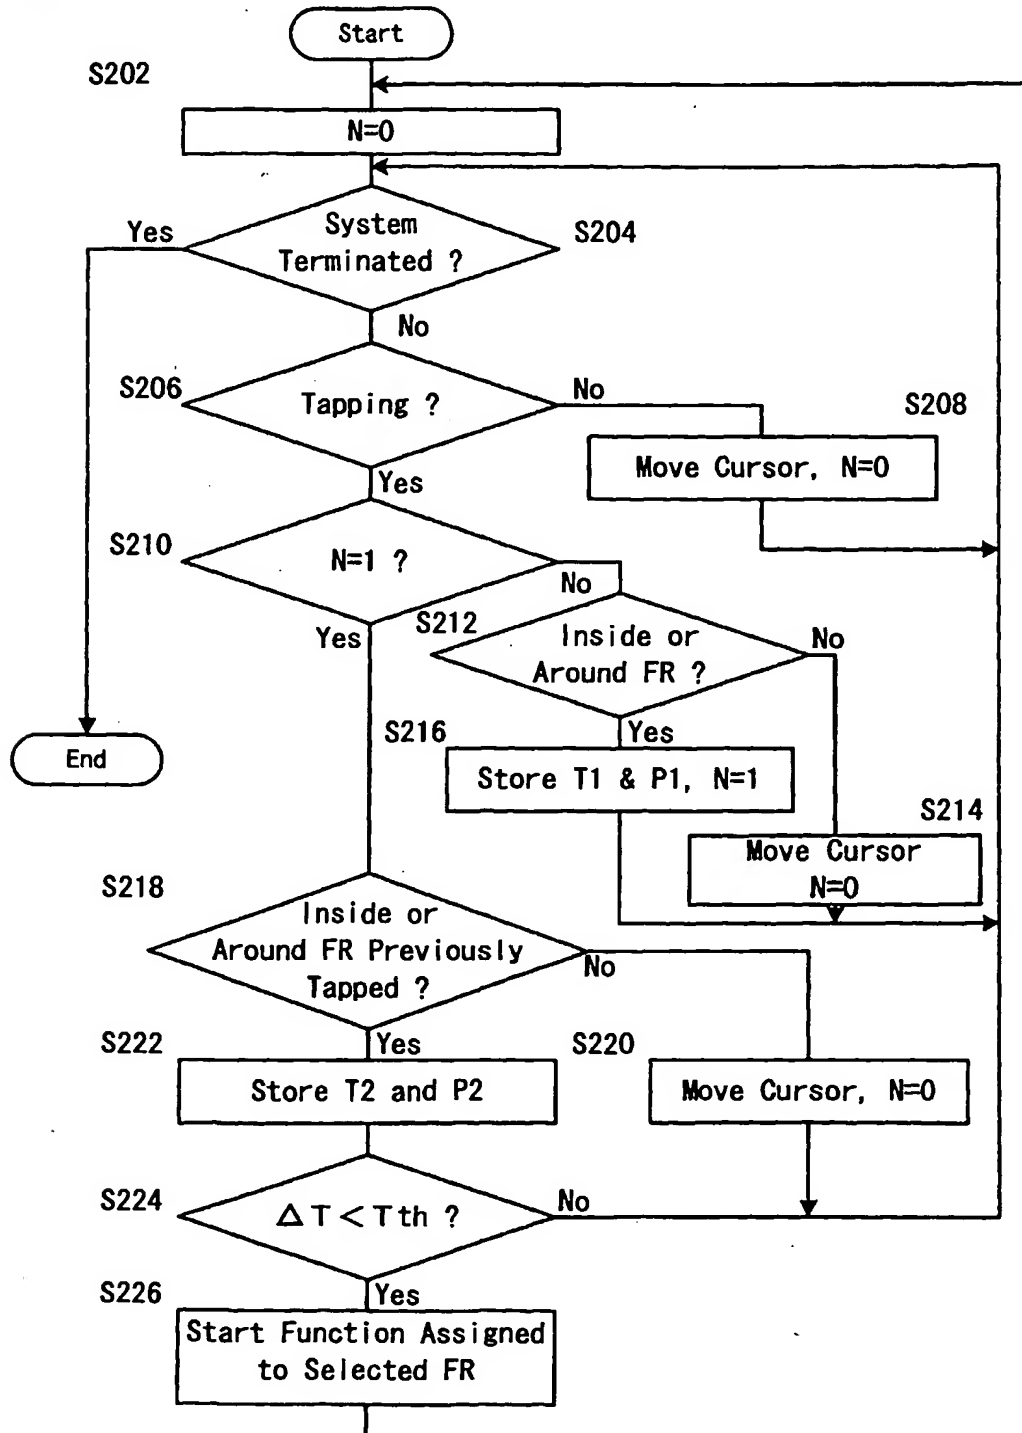 Start
S202
N=0
System
Terminated ?
Yes
S204
No
S206
Tapping ?
No
S208
Move Cursor, N=0
Yes
S210
N=1 ?
No
Yes
S212
Inside or
Around FR ?
No
S216
Yes
Store T1 & P1, N=1
End
S214
Move Cursor
N=0
S218
Inside or
Around FR Previously
Tapped ?
No
S222
Yes
S220
Store T2 and P2
Move Cursor, N=0
S224
ΔT<Tth ?
No
S226
Yes
Start Function Assigned
to Selected FR